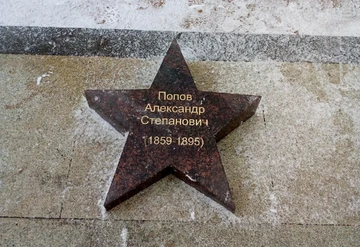 Попов
Александр
Степанович
(1859-1895)